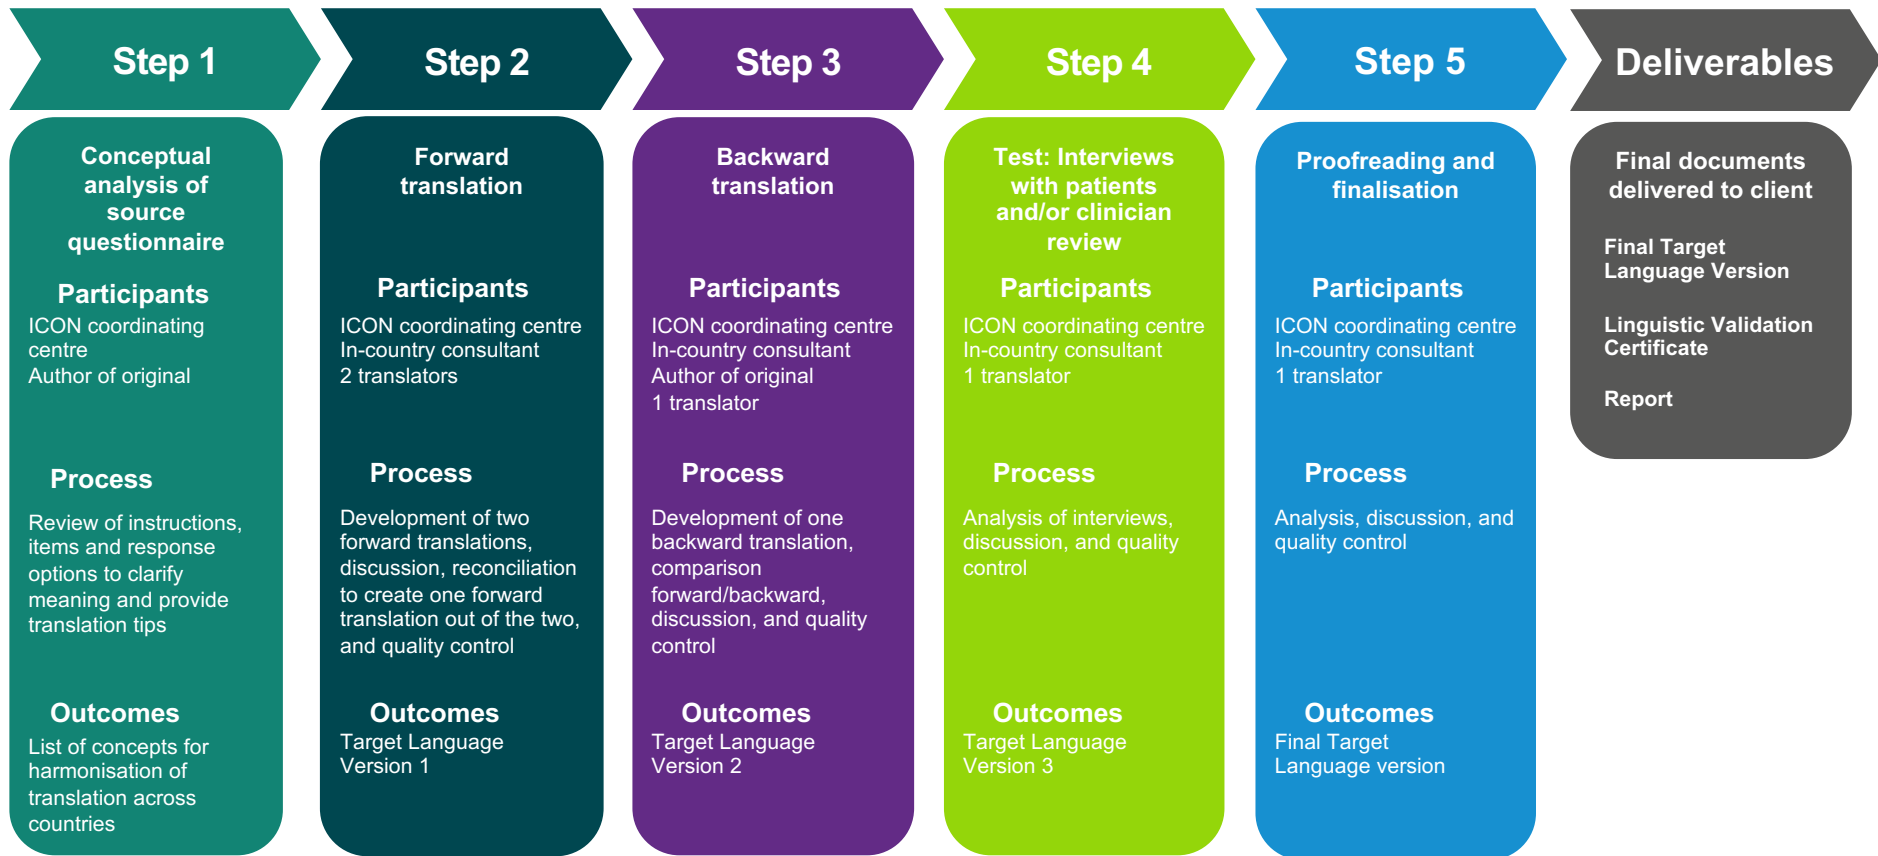 Step 1
Conceptual
analysis of
source
questionnaire
Participants
ICON coordinating
centre
Author of original
Process
Review of instructions,
items and response
options to clarify
meaning and provide
translation tips
Outcomes
List of concepts for
harmonisation of
translation across
countries
Step 2
Forward
translation
Participants
ICON coordinating centre
In-country consultant
2 translators
Process
Development of two
forward translations,
discussion, reconciliation
to create one forward
translation out of the two,
and quality control
Outcomes
Target Language
Version 1
Step 3
Backward
translation
Participants
ICON coordinating centre
In-country consultant
Author of original
1 translator
Process
Development of one
backward translation,
comparison
forward/backward,
discussion, and quality
control
Outcomes
Target Language
Version 2
Step 4
Test: Interviews
with patients
and/or clinician
review
Participants
ICON coordinating centre
In-country consultant
1 translator
Process
Analysis of interviews,
discussion, and quality
control
Outcomes
Target Language
Version 3
Step 5
Proofreading and
finalisation
Participants
ICON coordinating centre
In-country consultant
1 translator
Process
Analysis, discussion, and
quality control
Outcomes
Final Target
Language version
Deliverables
Final documents
delivered to client
Final Target
Language Version
Linguistic Validation
Certificate
Report